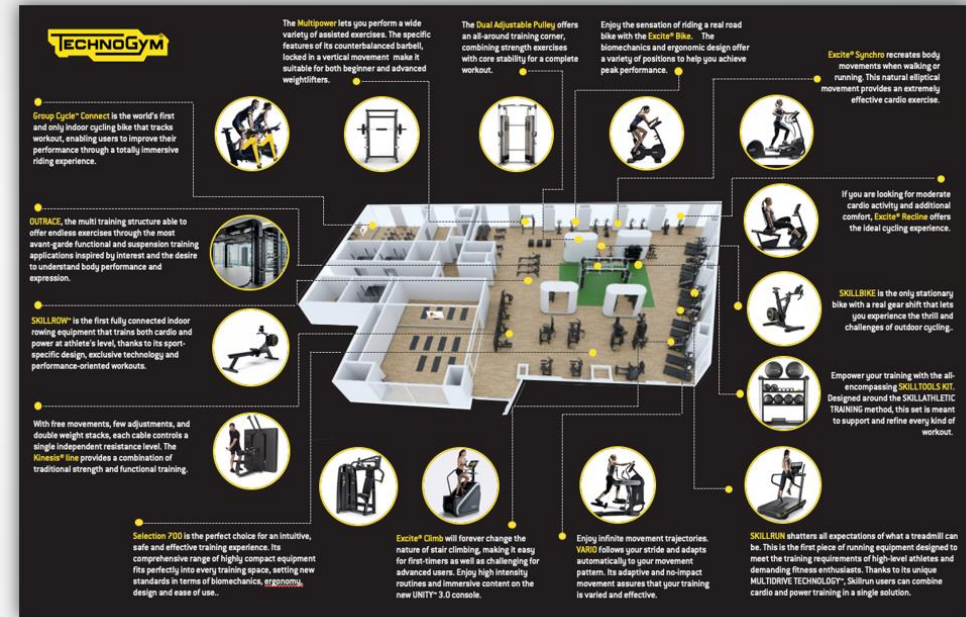 TECHNOGYM
The Multipower lets you perform a wide
variety of assisted exercises. The specific
features of its counterbalanced barbell,
locked in a vertical movement make it
suitable for both beginner and advanced
weightlifters.
The Dual Adjustable Pulley offers
an all-around training corner,
combining strength exercises
with core stability for a complete
workout.
Enjoy the sensation of riding a real road
bike with the Excite® Bike. The
biomechanics and ergonomic design offer
a variety of positions to help you achieve
peak performance.
Excite® Synchro recreates body
movements when walking or
running. This natural elliptical
movement provides an extremely
effective cardio exercise.
Group Cycle™ Connect is the world's first
and only indoor cycling bike that tracks
workout, enabling users to improve their
performance through a totally immersive
riding experience.
If you are looking for moderate
cardio activity and additional
comfort, Excite® Recline offers
the ideal cycling experience.
OUTRACE, the multi training structure able to
offer endless exercises through the most
avant-garde functional and suspension training
applications inspired by interest and the desire
to understand body performance and
expression.
SKILLBIKE is the only stationary
bike with a real gear shift that lets
you experience the thrill and
challenges of outdoor cycling..
SKILLROW™ is the first fully connected indoor
rowing equipment that trains both cardio and
power at athlete's level, thanks to its sport-
specific design, exclusive technology and
performance-oriented workouts.
Empower your training with the all-
encompassing SKILLTOOLS KIT.
Designed around the SKILLATHLETIC
TRAINING method, this set is meant
to support and refine every kind of
workout.
With free movements, few adjustments, and
double weight stacks, each cable controls a
single independent resistance level. The
Kinesis® line provides a combination of
traditional strength and functional training.
Selection 700 is the perfect choice for an intuitive,
safe and effective training experience. Its
comprehensive range of highly compact equipment
fits perfectly into every training space, setting new
standards in terms of biomechanics, ergonomy,
design and ease of use..
Excite® Climb will forever change the
nature of stair climbing, making it easy
for first-timers as well as challenging for
advanced users. Enjoy high intensity
routines and immersive content on the
new UNITY™ 3.0 console.
Enjoy infinite movement trajectories.
VARIO follows your stride and adapts
automatically to your movement
pattern. Its adaptive and no-impact
movement assures that your training
is varied and effective.
SKILLRUN shatters all expectations of what a treadmill can
be. This is the first piece of running equipment designed to
meet the training requirements of high-level athletes and
demanding fitness enthusiasts. Thanks to its unique
MULTIDRIVE TECHNOLOGY™, Skillrun users can combine
cardio and power training in a single solution.